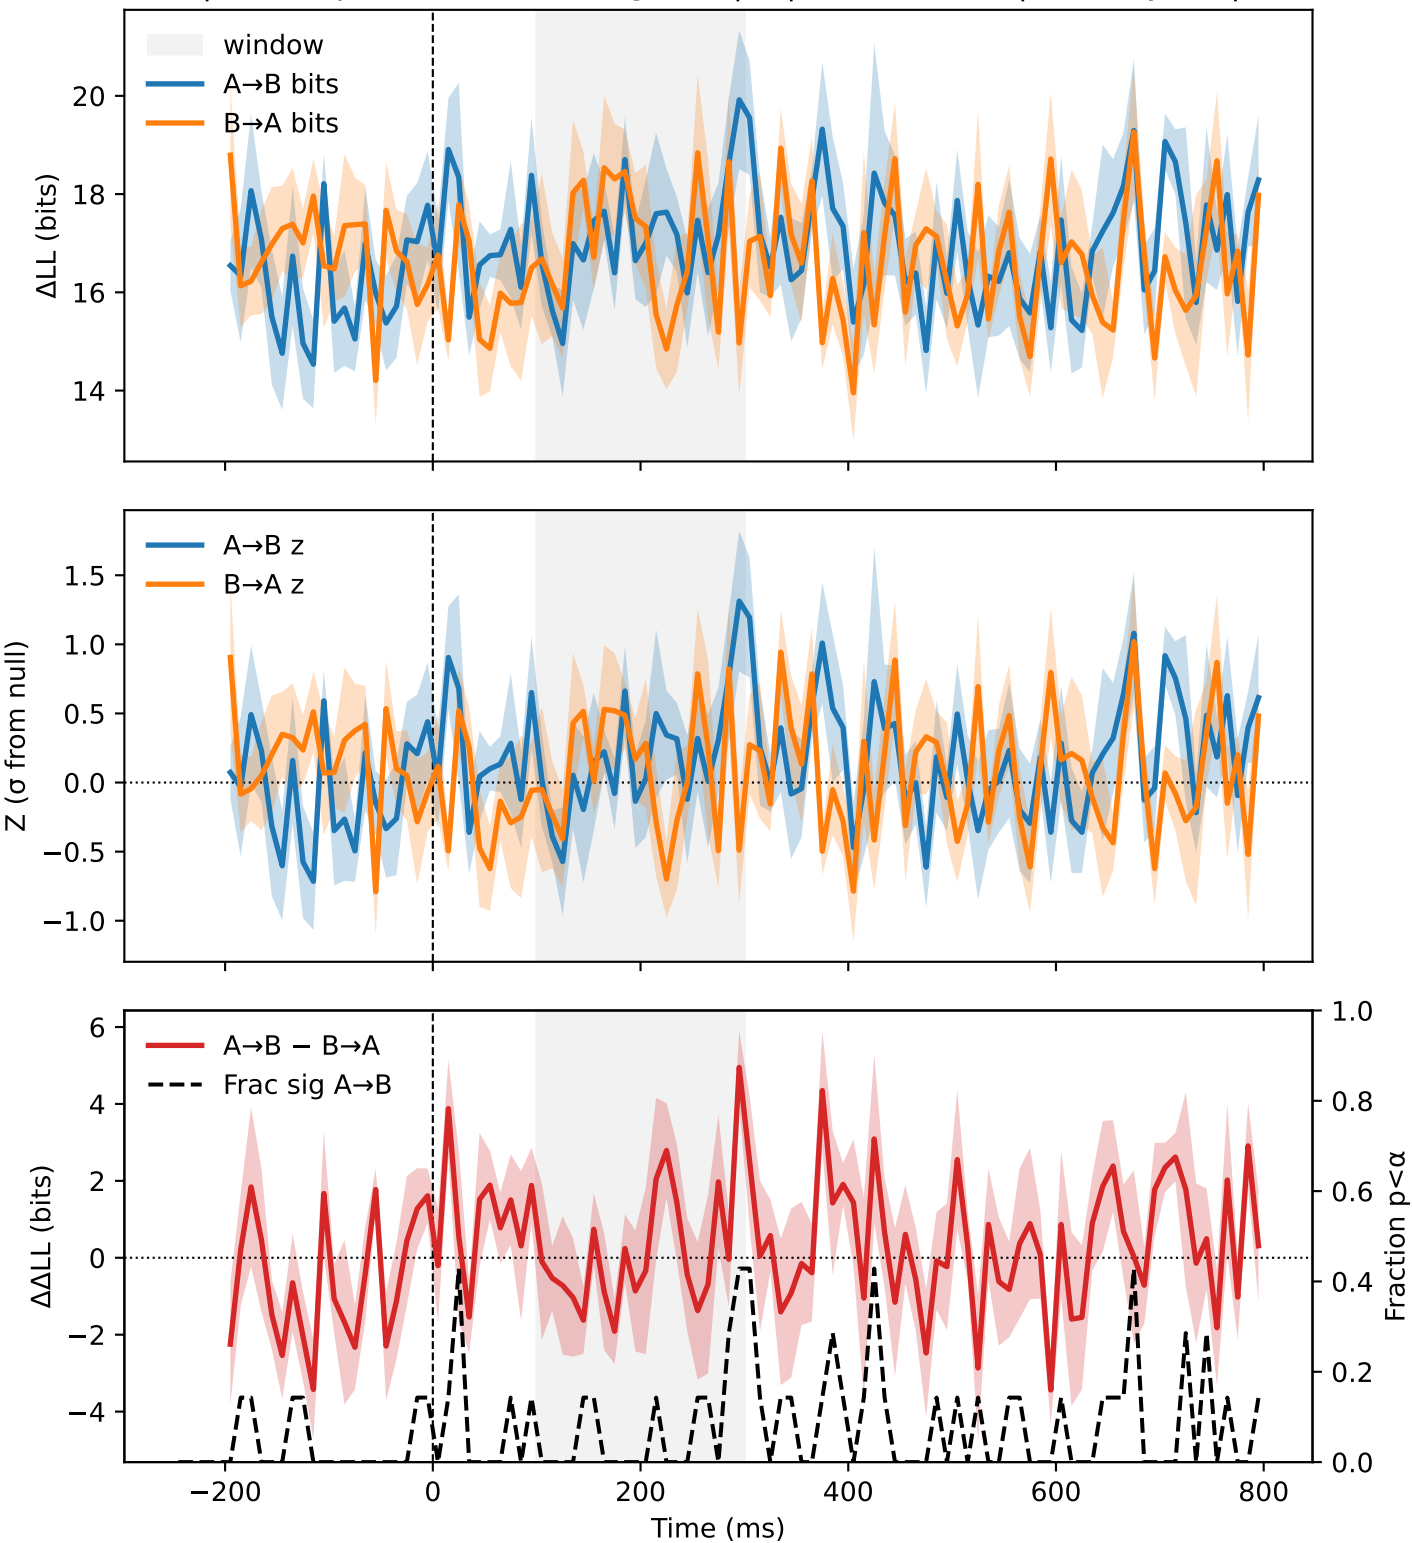 window
A→B bits
B→A bits
20
18
16
14
ΔLL (bits)
A→B z
B→A z
1.5
1.0
0.5
0.0
−0.5
−1.0
Z (σ from null)
A→B − B→A
Frac sig A→B
6
4
2
0
−2
−4
ΔΔLL (bits)
1.0
0.8
0.6
0.4
0.2
0.0
Fraction p<α
−200 0 200 400 600 800
Time (ms)